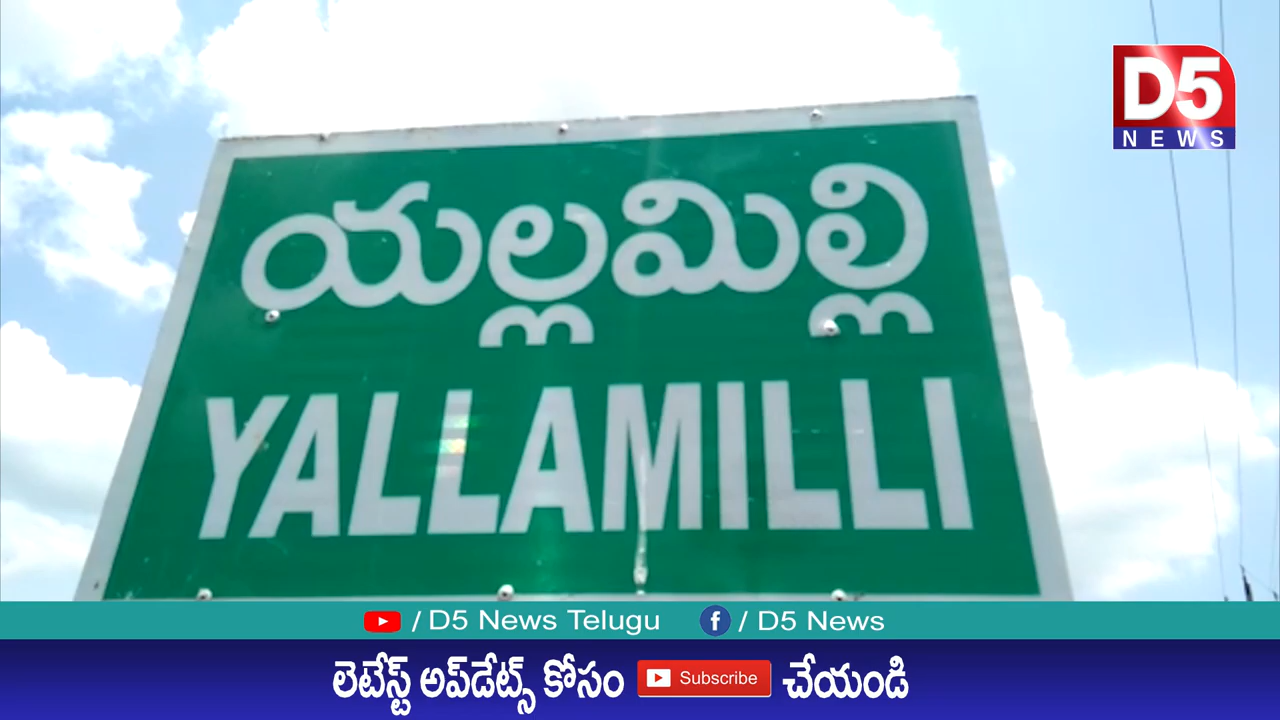 D5
NEWS
యల్లమిల్లి
YALLAMILLI
/ D5 News Telugu / D5 News
లెటేస్ట్ అప్‌డేట్స్ కోసం Subscribe చేయండి